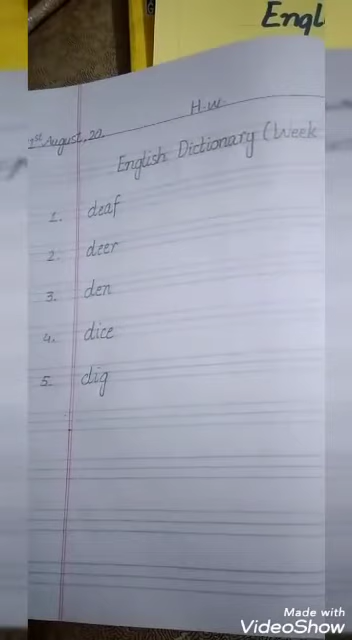 Engl
H.W.
1st August, 20.
English Dictionary (Week
1. deaf
2. deer
3. den
4. dice
5. dig
Made with
VideoShow